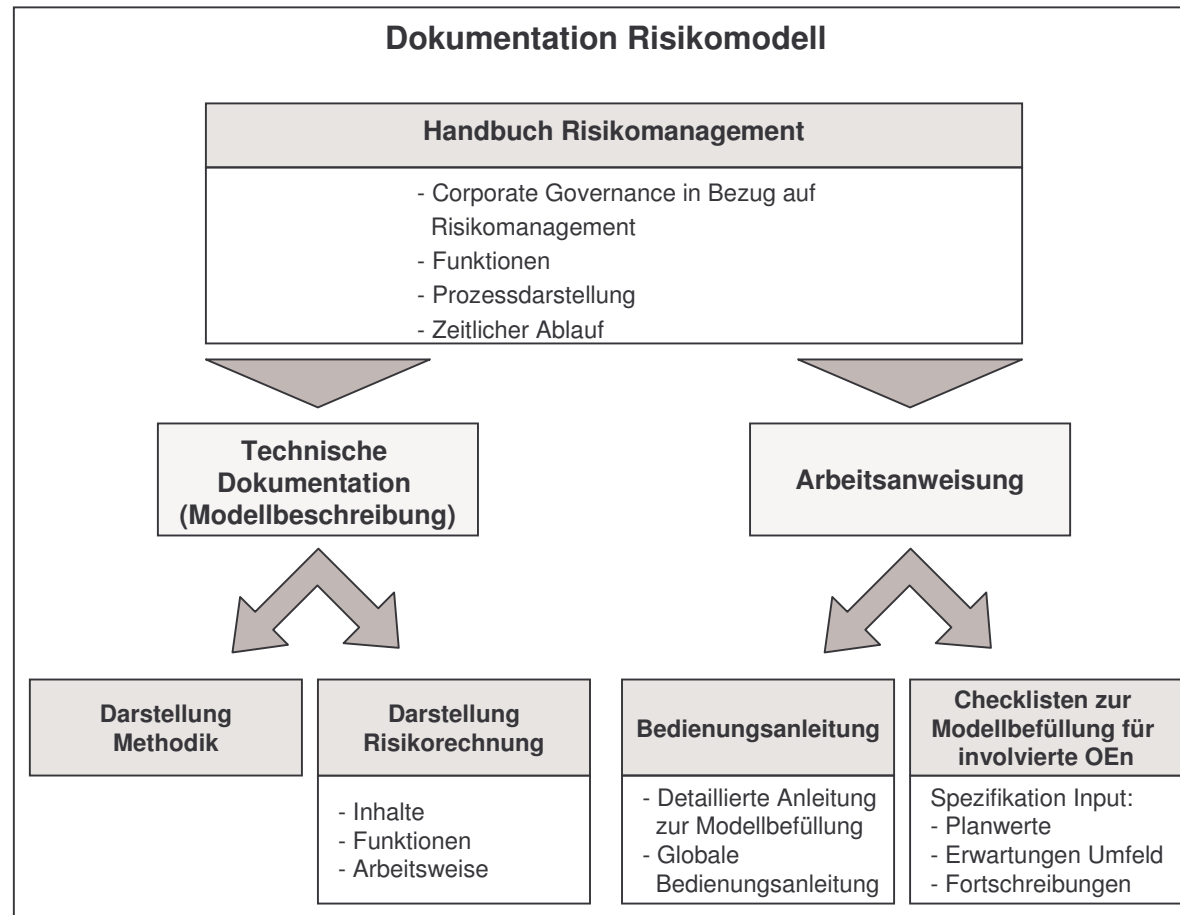 Dokumentation Risikomodell
Handbuch Risikomanagement
- Corporate Governance in Bezug auf
Risikomanagement
- Funktionen
- Prozessdarstellung
- Zeitlicher Ablauf
Technische
Dokumentation
(Modellbeschreibung)
Arbeitsanweisung
Darstellung
Methodik
Darstellung
Risikorechnung
- Inhalte
- Funktionen
- Arbeitsweise
Bedienungsanleitung
- Detaillierte Anleitung
zur Modellbefüllung
- Globale
Bedienungsanleitung
Checklisten zur
Modellbefüllung für
involvierte OEn
Spezifikation Input:
- Planwerte
- Erwartungen Umfeld
- Fortschreibungen